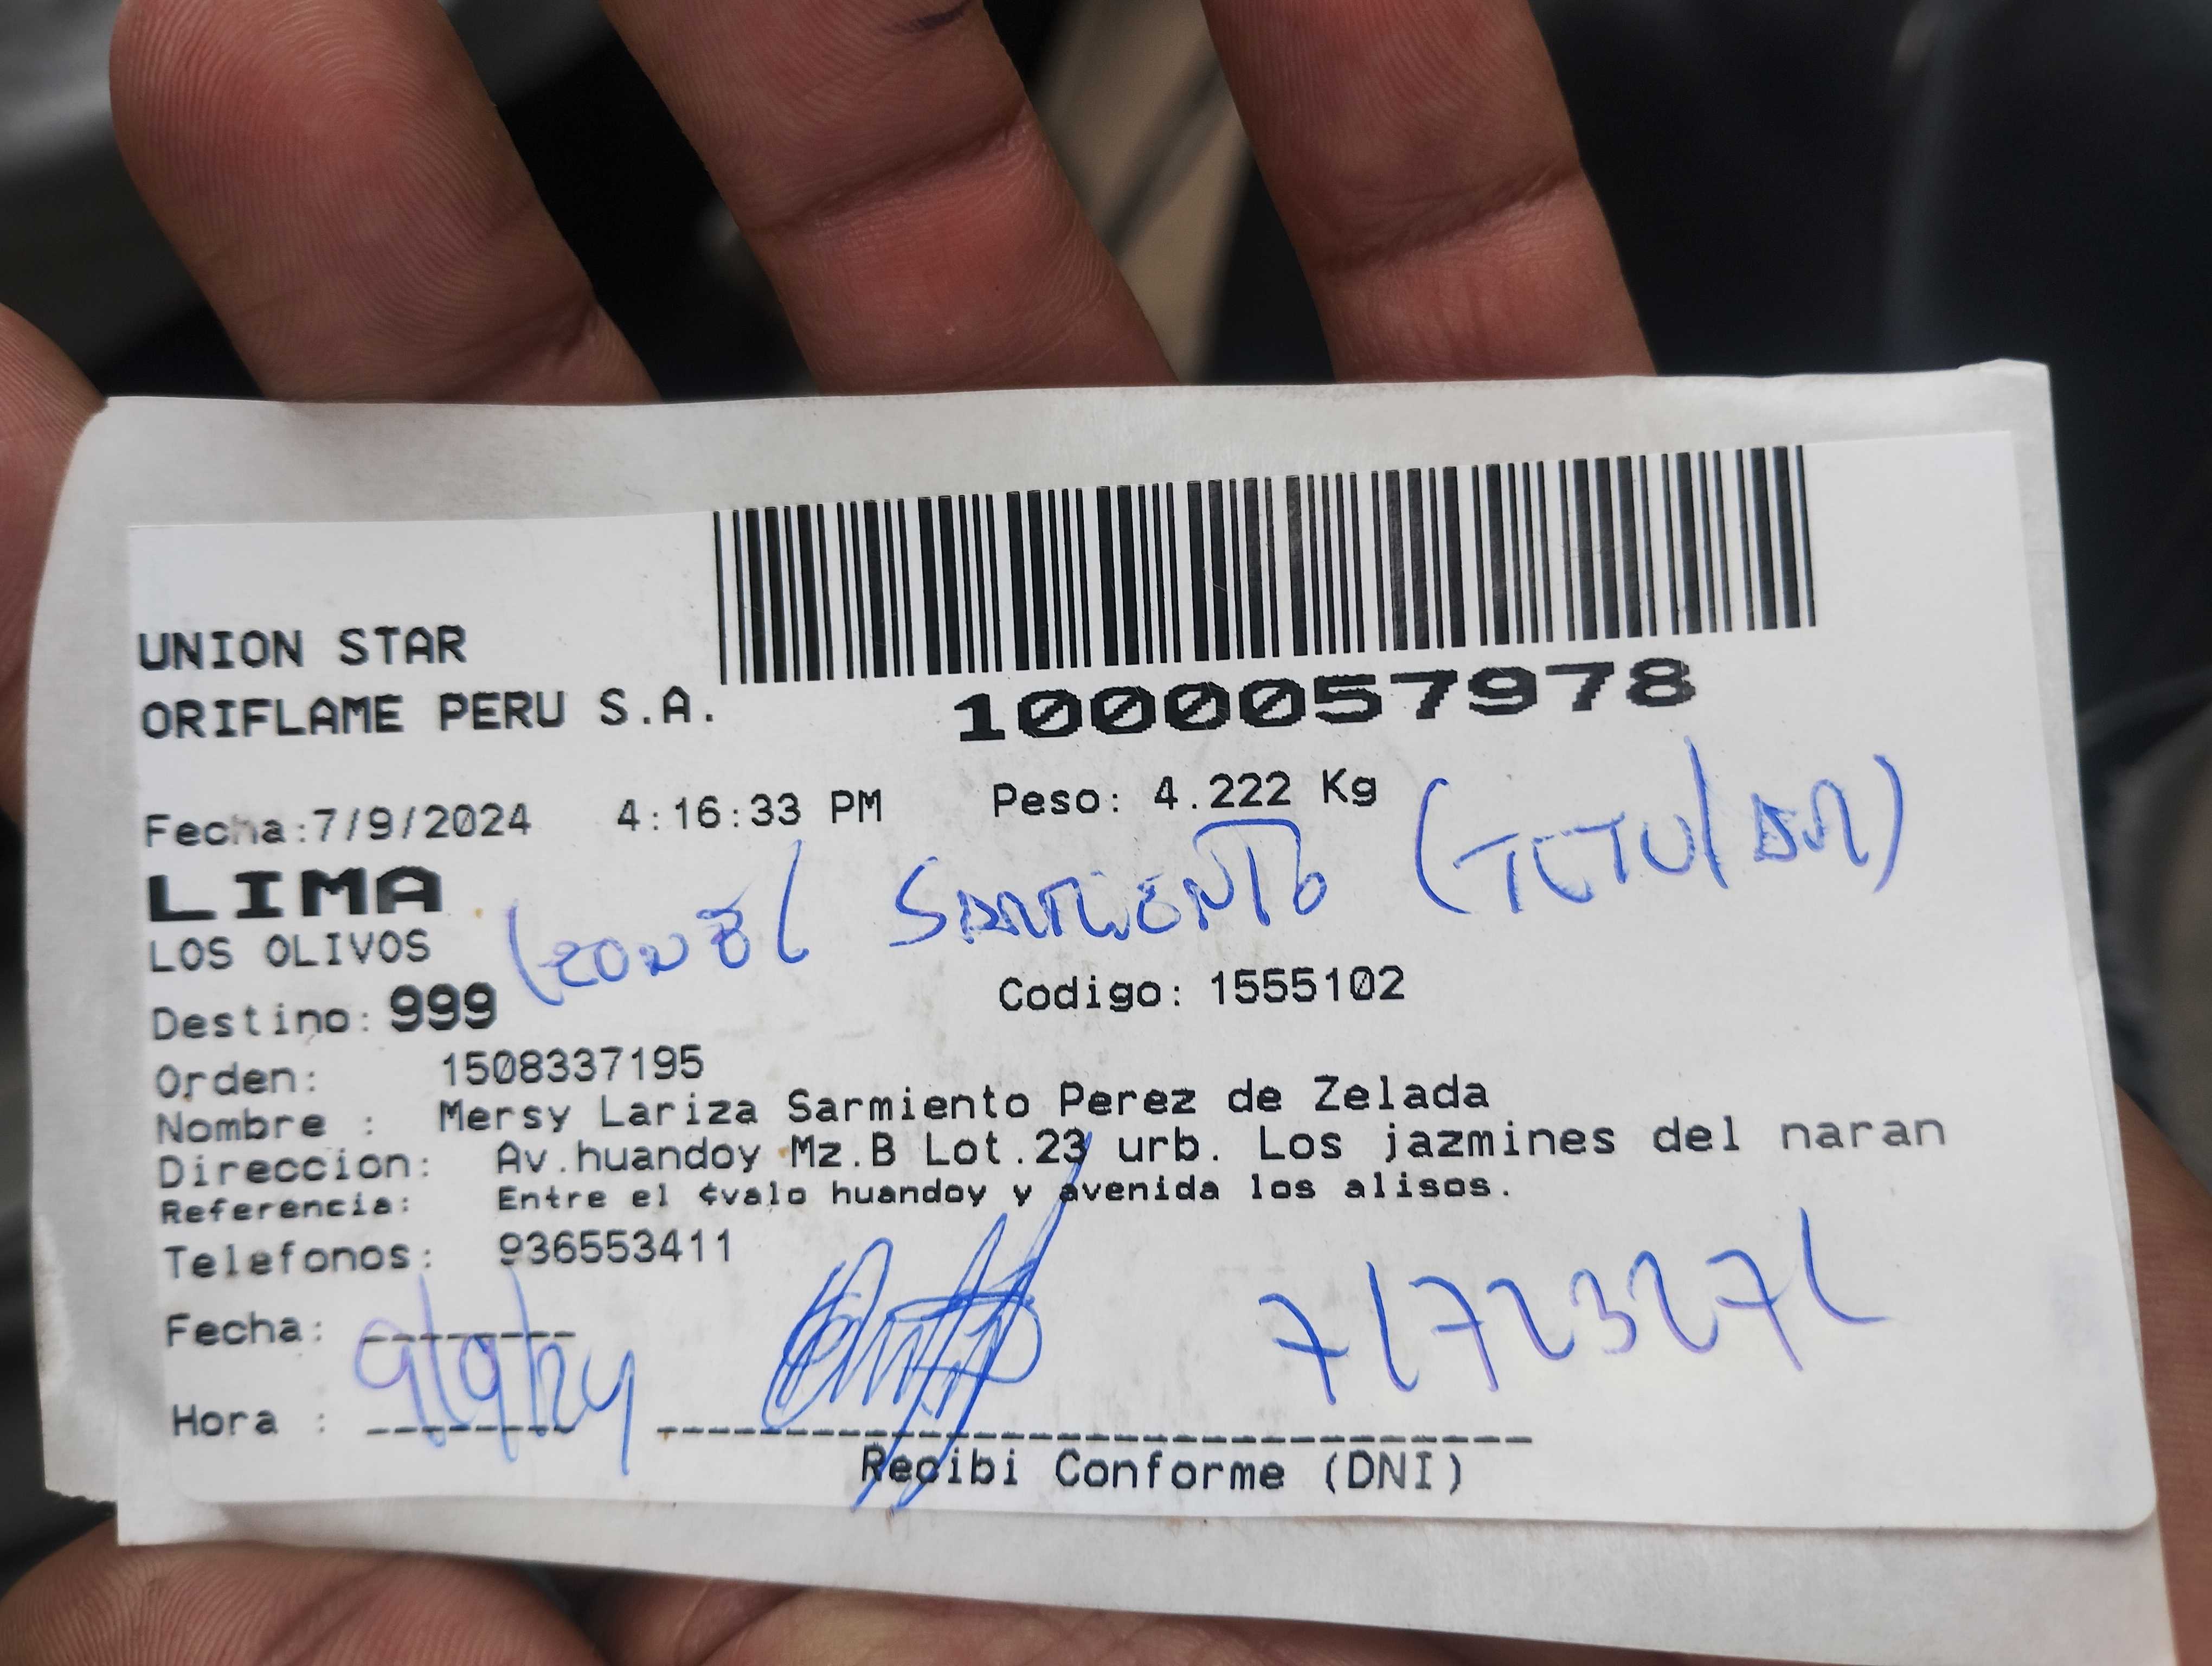 UNION STAR
ORIFLAME PERU S.A.
1000057978
Fecha:7/9/2024 4:16:33 PM Peso: 4.222 Kg
LIMA
LOS OLIVOS
SARMIENTO
Destino: 999 Codigo: 1555102
Orden: 1508337195
Nombre : Mersy Lariza Sarmiento Perez de Zelada
Direccion: Av.huandoy Mz.B Lot.23 urb. Los jazmines del naran
Referencia: Entre el ¢valo huandoy y avenida los alisos.
Telefonos: 936553411
Fecha: 9/9/24
71723271
Hora :
Recibi Conforme (DNI)